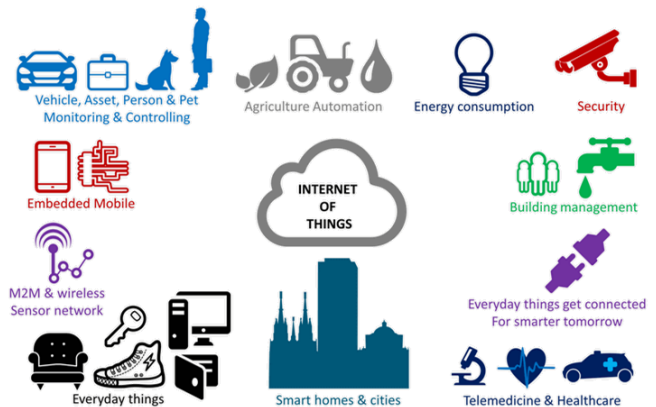 Vehicle, Asset, Person & Pet
Monitoring & Controlling
Agriculture Automation
Energy consumption
Security
Embedded Mobile
INTERNET
OF
THINGS
Building management
M2M & wireless
Sensor network
Everyday things get connected
For smarter tomorrow
Everyday things
Smart homes & cities
Telemedicine & Healthcare